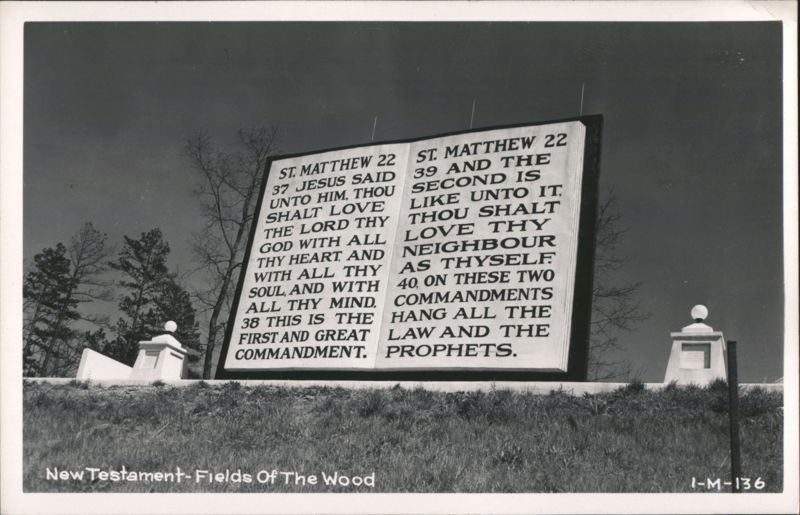 ST. MATTHEW 22
37 JESUS SAID
UNTO HIM, THOU
SHALT LOVE
THE LORD THY
GOD WITH ALL
THY HEART, AND
WITH ALL THY
SOUL, AND WITH
ALL THY MIND.
38 THIS IS THE
FIRST AND GREAT
COMMANDMENT.
ST. MATTHEW 22
39 AND THE
SECOND IS
LIKE UNTO IT,
THOU SHALT
LOVE THY
NEIGHBOUR
AS THYSELF.
40, ON THESE TWO
COMMANDMENTS
HANG ALL THE
LAW AND THE
PROPHETS.
New Testament - Fields Of The Wood
1-M-136